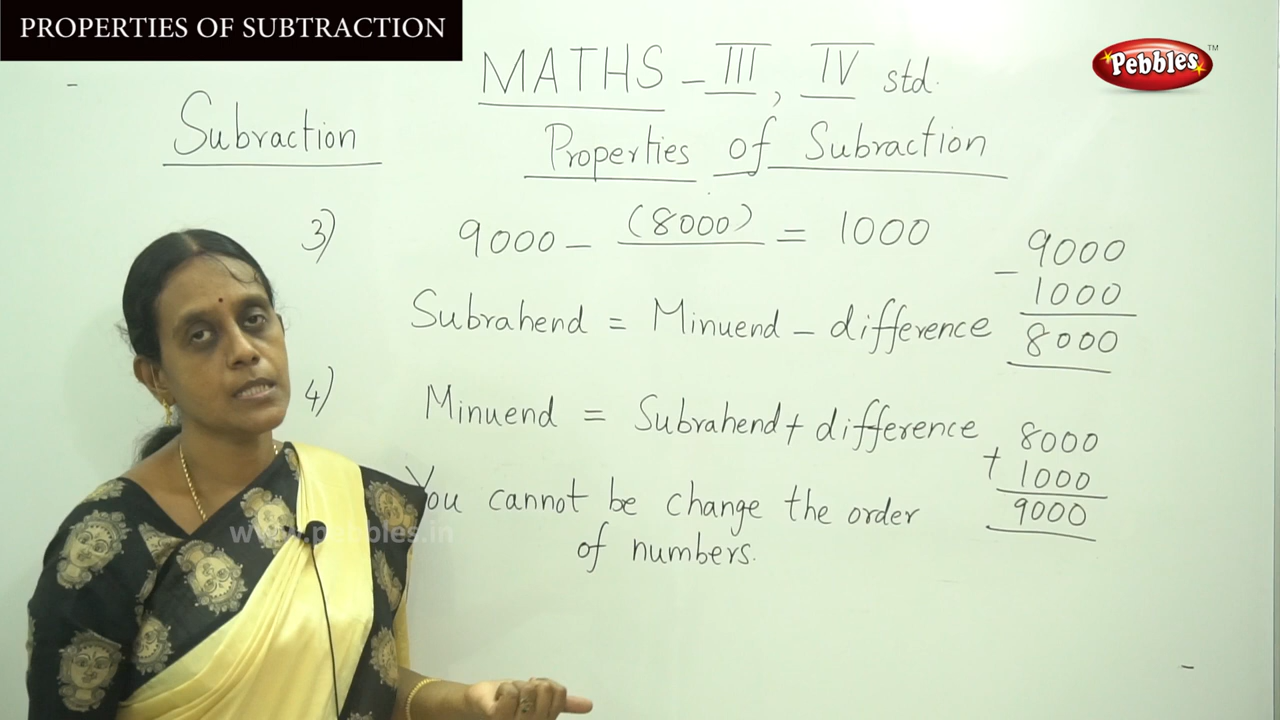 PROPERTIES OF SUBTRACTION
Pebbles TM
MATHS - III, IV std.
Subraction
Properties of Subraction
3) 9000 - (8000) = 1000
Subrahend = Minuend - difference
9000
- 1000
8000
4) Minuend = Subrahend + difference
8000
+ 1000
9000
You cannot be change the order
of numbers.
www.pebbles.in